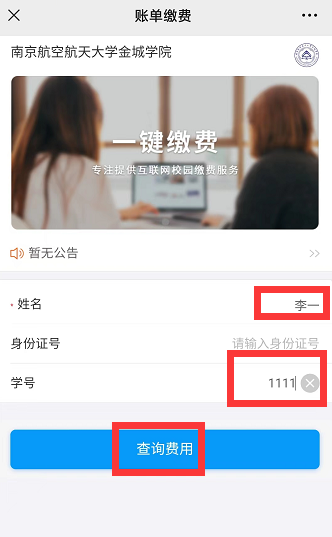 账单缴费
南京航空航天大学金城学院
一键缴费
专注提供互联网校园缴费服务
暂无公告
姓名 李一
身份证号 请输入身份证号
学号 1111
查询费用